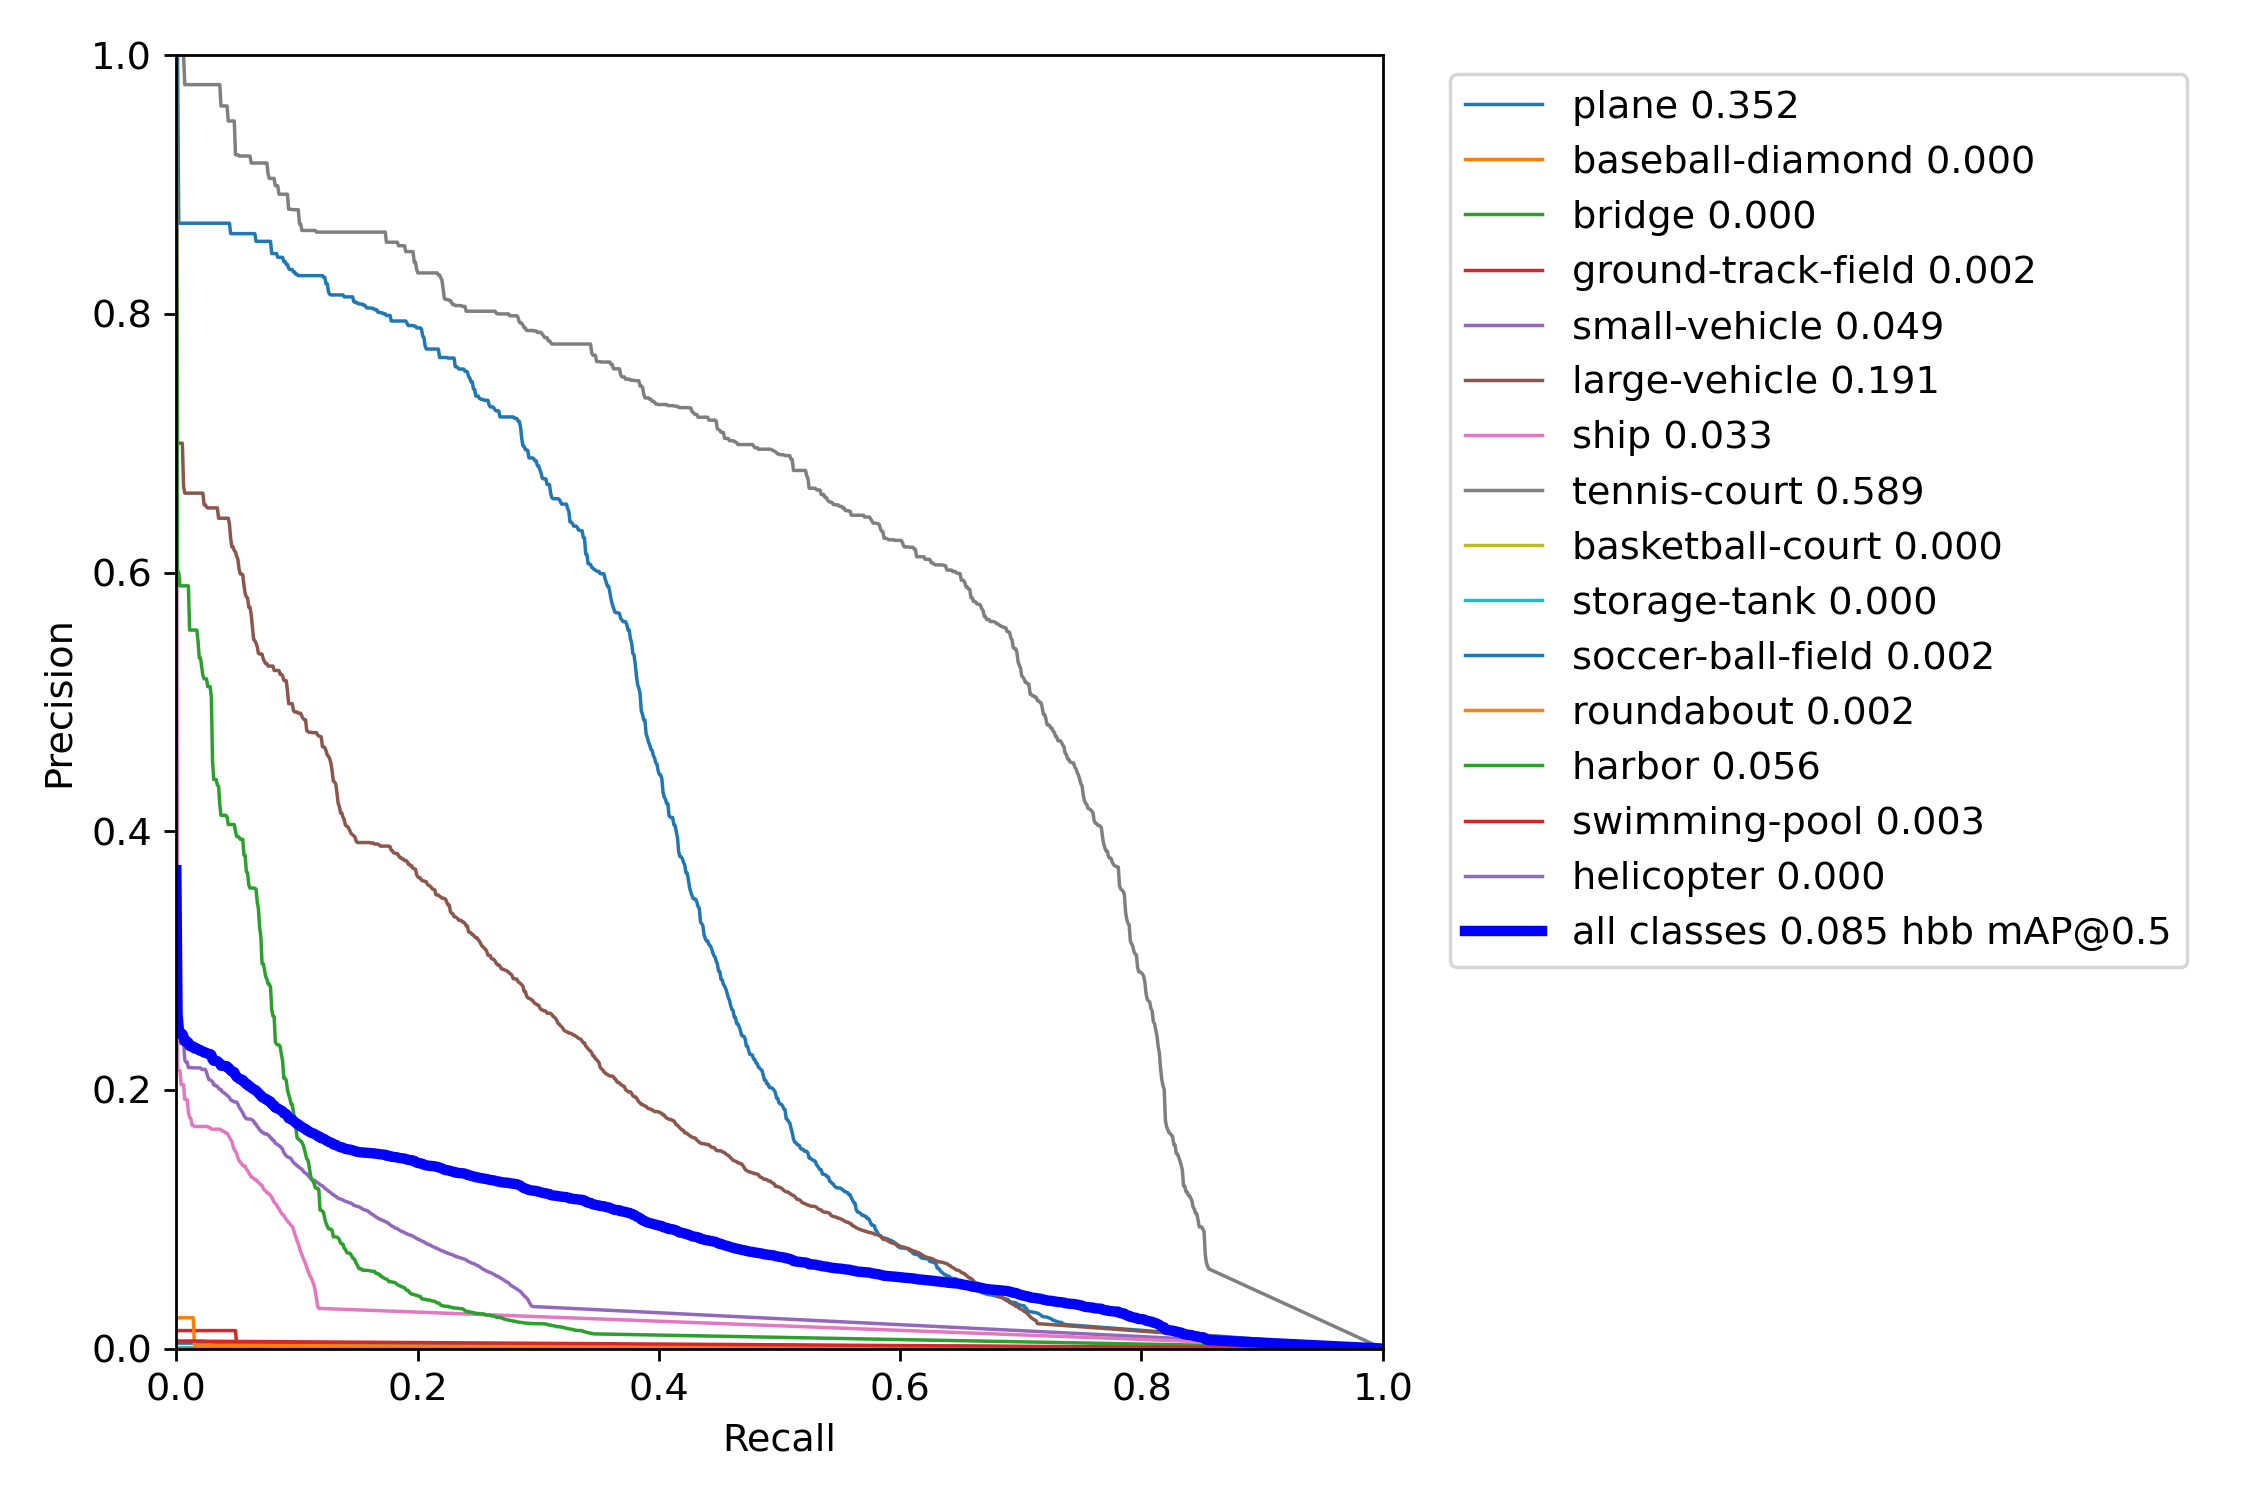 1.0
0.8
0.6
0.4
0.2
0.0
Precision
0.0 0.2 0.4 0.6 0.8 1.0
Recall
plane 0.352
baseball-diamond 0.000
bridge 0.000
ground-track-field 0.002
small-vehicle 0.049
large-vehicle 0.191
ship 0.033
tennis-court 0.589
basketball-court 0.000
storage-tank 0.000
soccer-ball-field 0.002
roundabout 0.002
harbor 0.056
swimming-pool 0.003
helicopter 0.000
all classes 0.085 hbb mAP@0.5